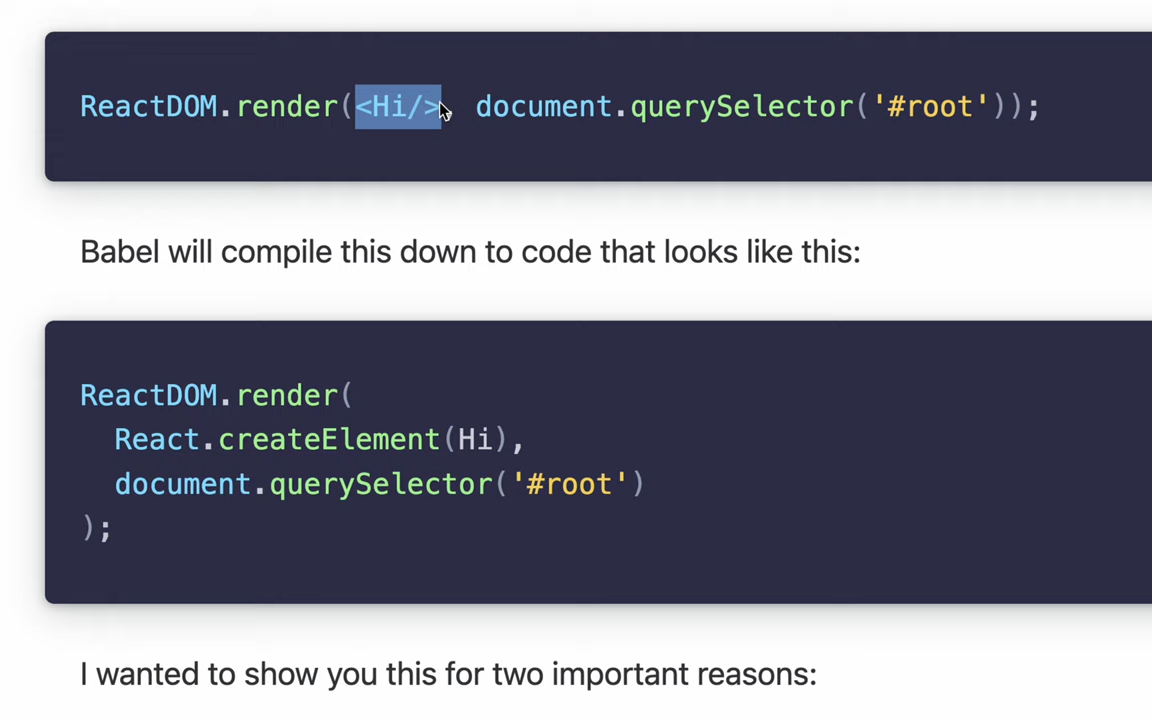 ReactDOM.render(<Hi/>, document.querySelector('#root'));
Babel will compile this down to code that looks like this:
ReactDOM.render(
  React.createElement(Hi),
  document.querySelector('#root')
);
I wanted to show you this for two important reasons: